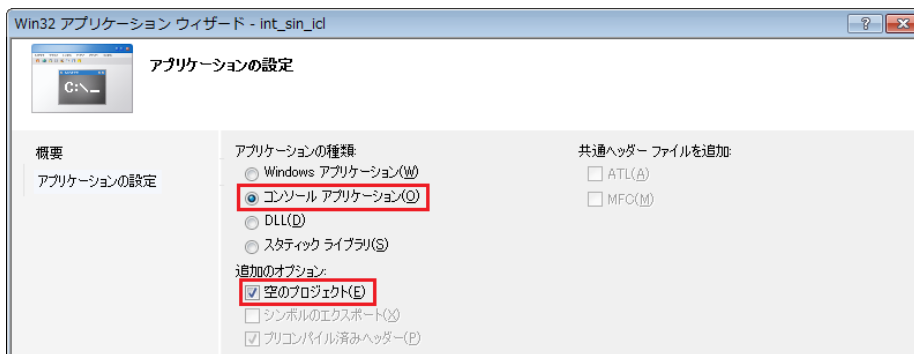 Win32 アプリケーション ウィザード - int_sin_icl
アプリケーションの設定
C:\_
概要
アプリケーションの設定
アプリケーションの種類:
Windows アプリケーション(W)
コンソール アプリケーション(O)
DLL(D)
スタティック ライブラリ(S)
追加のオプション:
空のプロジェクト(E)
シンボルのエクスポート(X)
プリコンパイル済みヘッダー(P)
共通ヘッダー ファイルを追加:
ATL(A)
MFC(M)